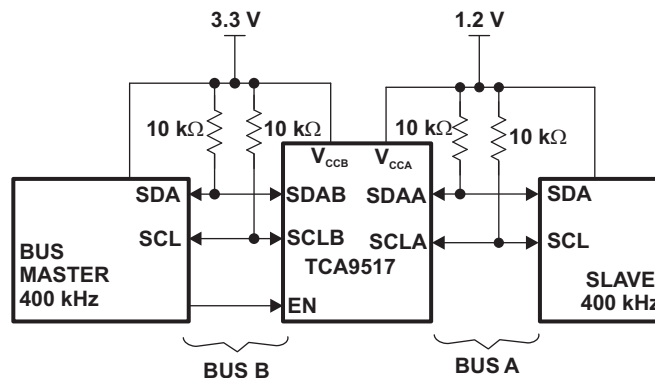 3.3 V
1.2 V
10 kΩ
10 kΩ
10 kΩ
10 kΩ
VCCB
VCCA
SDA
SDAB
SDAA
SDA
SCL
SCLB
SCLA
SCL
BUS
MASTER
400 kHz
TCA9517
EN
SLAVE
400 kHz
BUS B
BUS A